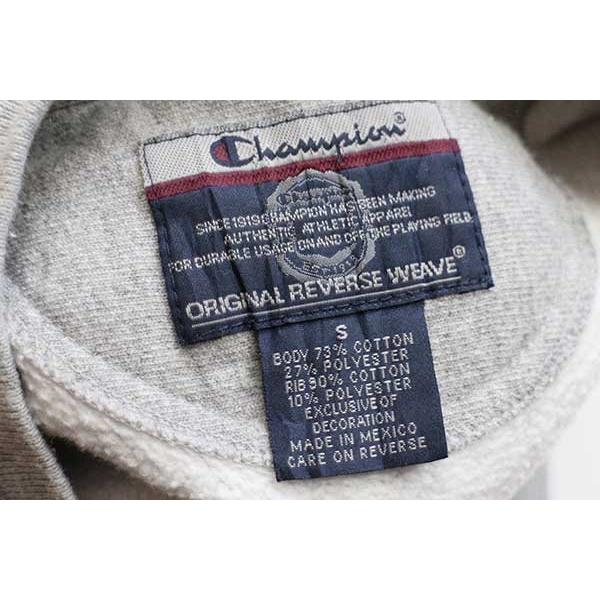 Champion®
SINCE 1919 CHAMPION HAS BEEN MAKING
AUTHENTIC ATHLETIC APPAREL
FOR DURABLE USAGE ON AND OFF THE PLAYING FIELD.
EST 1919
ORIGINAL REVERSE WEAVE®
S
BODY 73% COTTON
27% POLYESTER
RIB 90% COTTON
10% POLYESTER
EXCLUSIVE OF
DECORATION
MADE IN MEXICO
CARE ON REVERSE